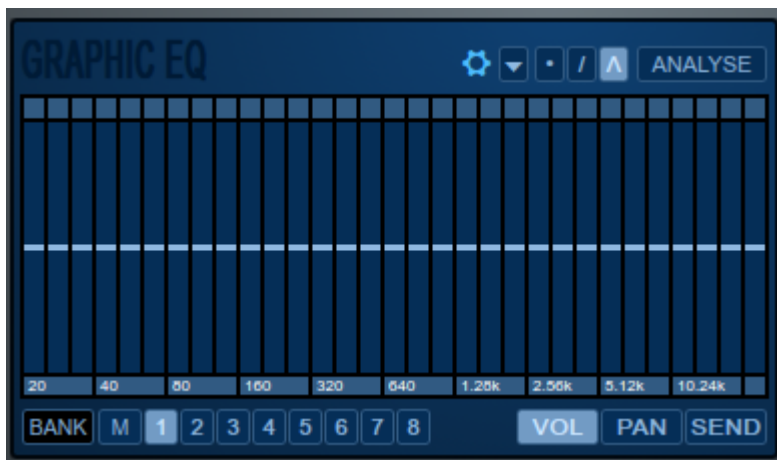 GRAPHIC EQ / Λ ANALYSE
20 40 80 160 320 640 1.28k 2.56k 5.12k 10.24k
BANK M 1 2 3 4 5 6 7 8 VOL PAN SEND